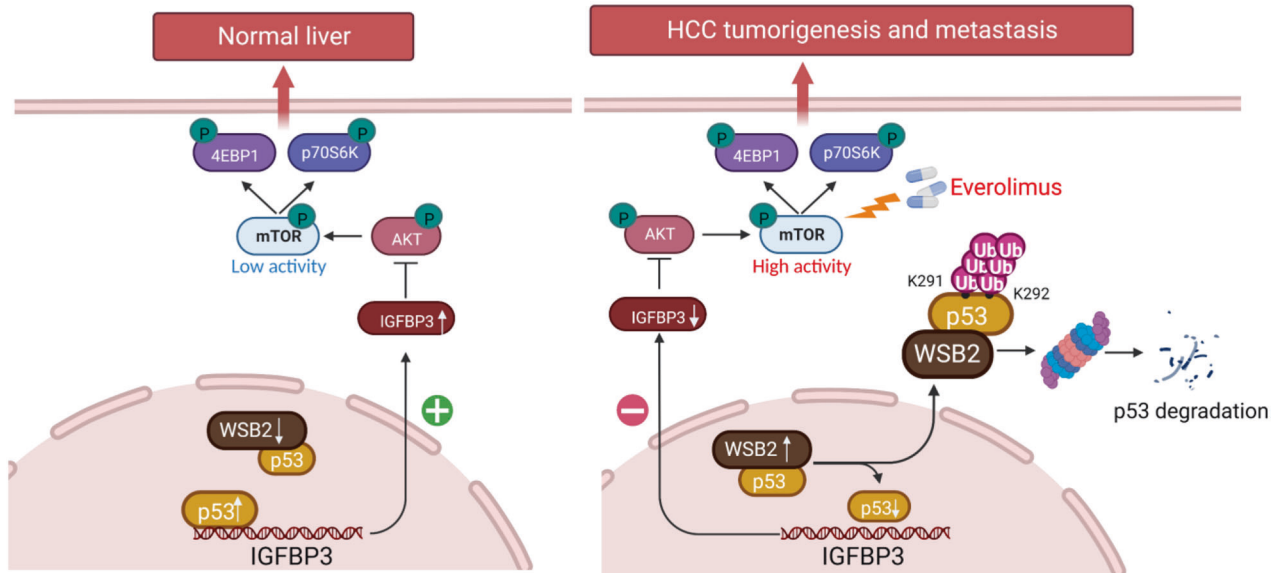 Normal liver
P
4EBP1
P
p70S6K
P
mTOR
Low activity
P
AKT
IGFBP3
WSB2
p53
p53
IGFBP3
HCC tumorigenesis and metastasis
P
4EBP1
P
p70S6K
Everolimus
P
AKT
P
mTOR
High activity
IGFBP3
Ub Ub
Ub Ub
Ub Ub
K291
K292
p53
WSB2
p53 degradation
WSB2
p53
p53
IGFBP3